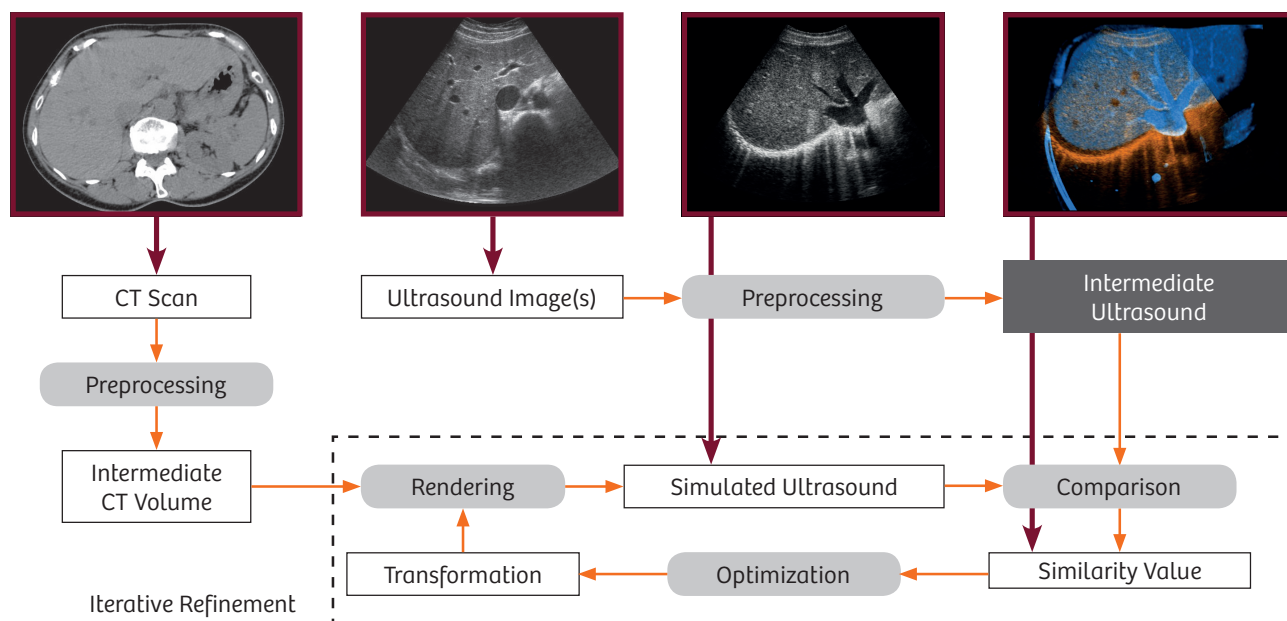 CT Scan
Ultrasound Image(s)
Preprocessing
Intermediate
Ultrasound
Preprocessing
Intermediate
CT Volume
Rendering
Simulated Ultrasound
Comparison
Transformation
Optimization
Similarity Value
Iterative Refinement